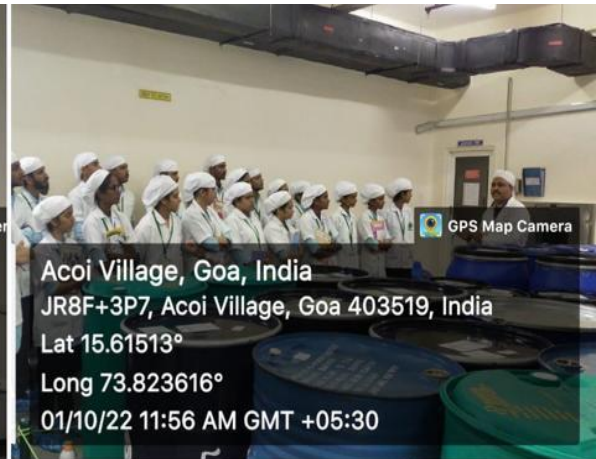 er
GPS Map Camera
Acoi Village, Goa, India
JR8F+3P7, Acoi Village, Goa 403519, India
Lat 15.61513°
Long 73.823616°
01/10/22 11:56 AM GMT +05:30